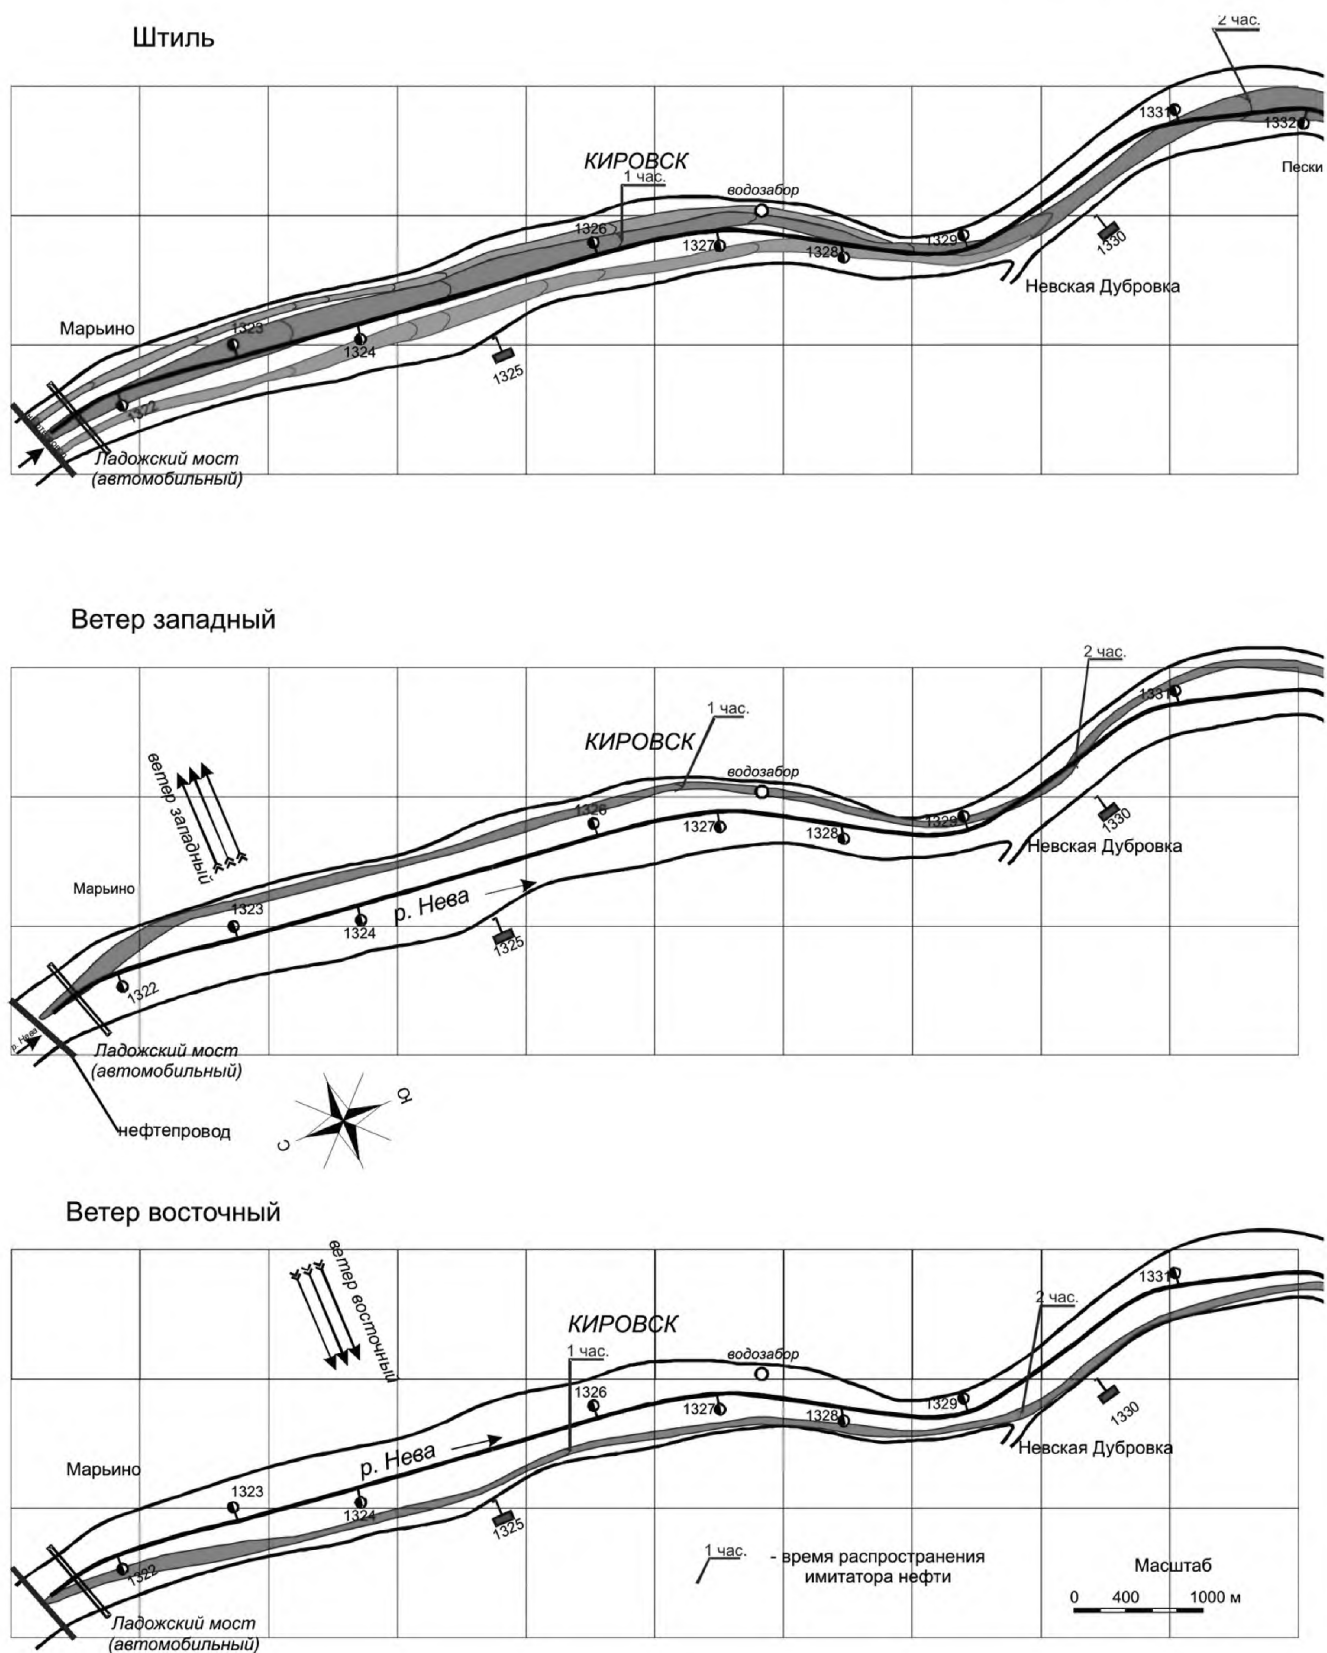 Штиль
2 час.
1331
1332
КИРОВСК
1 час.
водозабор
Пески
1326
1327
1328
1329
1330
Невская Дубровка
Марьино
1323
1324
1325
1322
Ладожский мост
(автомобильный)
Ветер западный
2 час.
1331
1 час.
КИРОВСК
водозабор
ветер западный
1326
1327
1328
1329
1330
Невская Дубровка
Марьино
1323
1324
р. Нева
1325
1322
р. Нева
Ладожский мост
(автомобильный)
нефтепровод
С
Ю
Ветер восточный
ветер восточный
1331
2 час.
КИРОВСК
1 час.
водозабор
1326
1327
1328
1329
1330
Невская Дубровка
р. Нева
Марьино
1323
1324
1325
1322
1 час.
- время распространения
имитатора нефти
Масштаб
0 400 1000 м
Ладожский мост
(автомобильный)